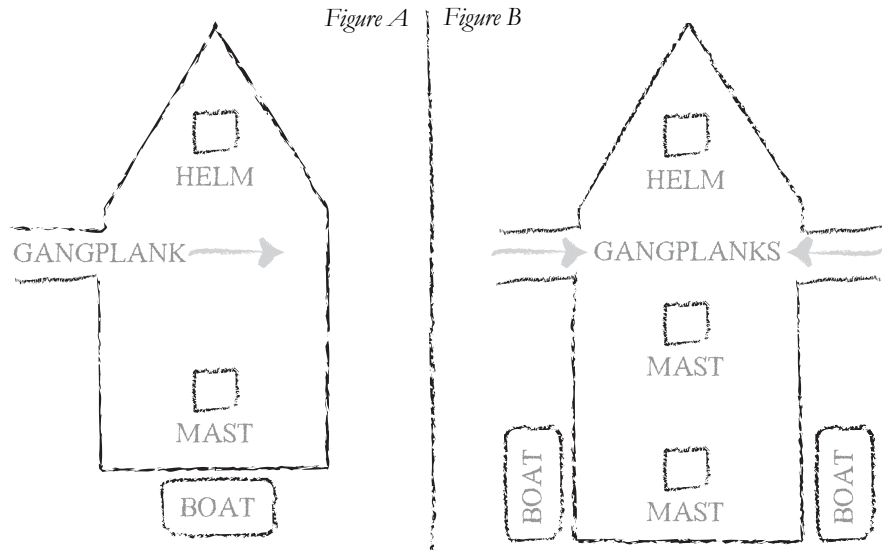 Figure A
HELM
GANGPLANK
MAST
BOAT
Figure B
HELM
GANGPLANKS
MAST
BOAT
MAST
BOAT